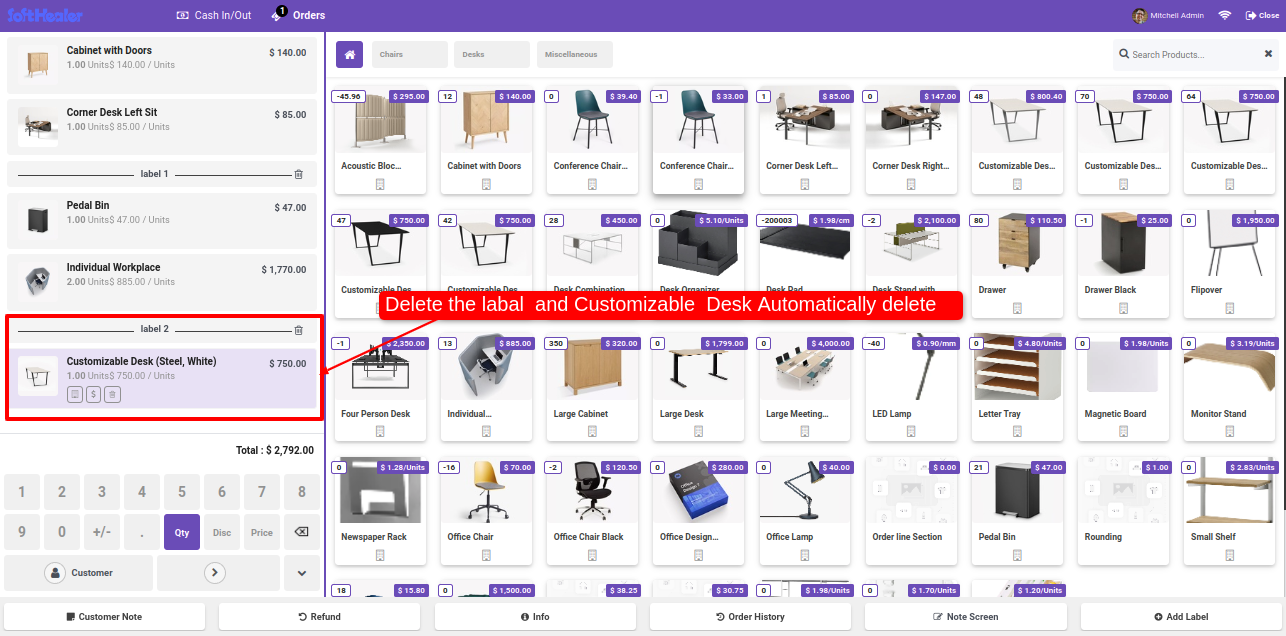 SoftHealer
Cash In/Out
1
Orders
Mitchell Admin
Close
Cabinet with Doors
$ 140.00
1.00 Units$ 140.00 / Units
Corner Desk Left Sit
$ 85.00
1.00 Units$ 85.00 / Units
label 1
Pedal Bin
$ 47.00
1.00 Units$ 47.00 / Units
Individual Workplace
$ 1,770.00
2.00 Units$ 885.00 / Units
label 2
Customizable Desk (Steel, White)
$ 750.00
1.00 Units$ 750.00 / Units
$
Total : $ 2,792.00
1 2 3 4 5 6 7 8
9 0 +/- . Qty Disc Price
Customer
Chairs
Desks
Miscellaneous
Search Products...
-45.96 $ 295.00 12 $ 140.00 0 $ 39.40 -1 $ 33.00 1 $ 85.00 0 $ 147.00 48 $ 800.40 70 $ 750.00 64 $ 750.00
Acoustic Bloc... Cabinet with Doors Conference Chair... Conference Chair... Corner Desk Left... Corner Desk Right... Customizable Des... Customizable Des... Customizable Des...
47 $ 750.00 42 $ 750.00 28 $ 450.00 0 $ 5.10/Units -200003 $ 1.98/cm -2 $ 2,100.00 80 $ 110.50 -1 $ 25.00 0 $ 1,950.00
Customizable Des... Customizable Des... Desk Combination Desk Organizer Desk Pad Desk Stand with Drawer Drawer Black Flipover
Delete the labal and Customizable Desk Automatically delete
-1 $ 2,350.00 13 $ 885.00 350 $ 320.00 0 $ 1,799.00 0 $ 4,000.00 -40 $ 0.90/mm 0 $ 4.80/Units 0 $ 1.98/Units 0 $ 3.19/Units
Four Person Desk Individual... Large Cabinet Large Desk Large Meeting... LED Lamp Letter Tray Magnetic Board Monitor Stand
0 $ 1.28/Units -16 $ 70.00 -2 $ 120.50 0 $ 280.00 0 $ 40.00 $ 0.00 21 $ 47.00 $ 1.00 0 $ 2.83/Units
Newspaper Rack Office Chair Office Chair Black Office Design... Office Lamp Order line Section Pedal Bin Rounding Small Shelf
18 $ 15.80 0 $ 1,500.00 $ 38.25 $ 30.75 0 $ 1.98/Units 0 $ 1.70/Units $ 1.20/Units
Customer Note
Refund
Info
Order History
Note Screen
Add Label